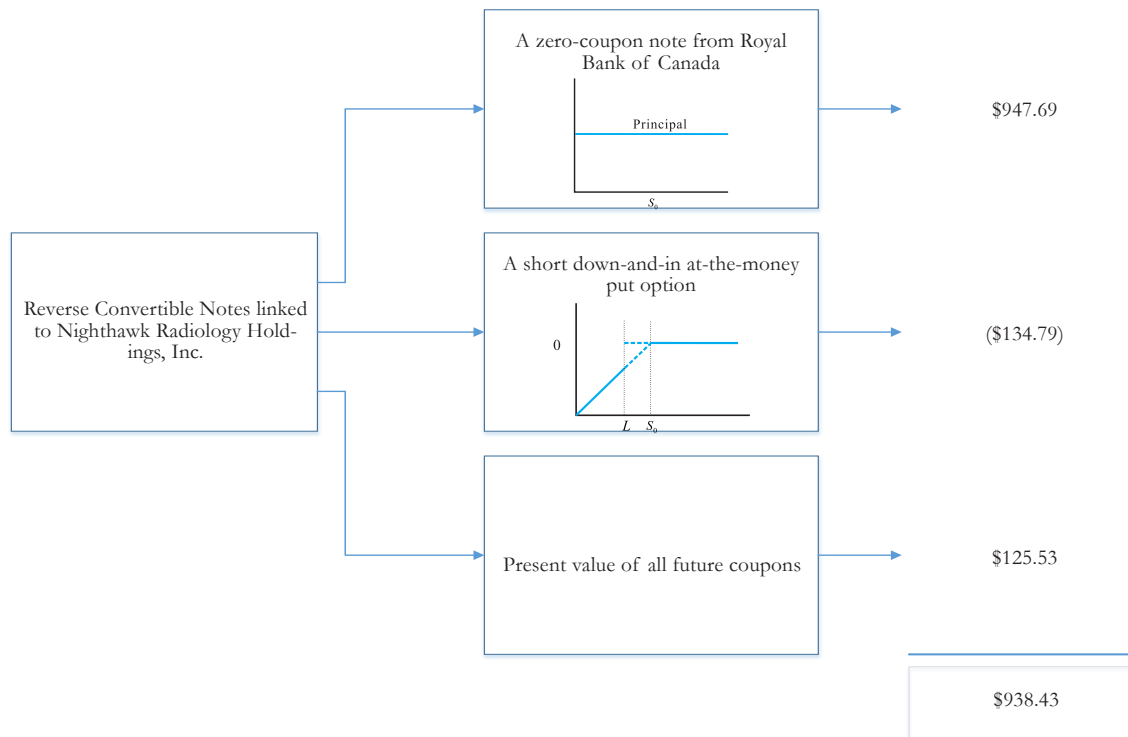 A zero-coupon note from Royal
Bank of Canada
Principal
S₀
$947.69
Reverse Convertible Notes linked
to Nighthawk Radiology Hold-
ings, Inc.
A short down-and-in at-the-money
put option
0
L S₀
($134.79)
Present value of all future coupons
$125.53
$938.43